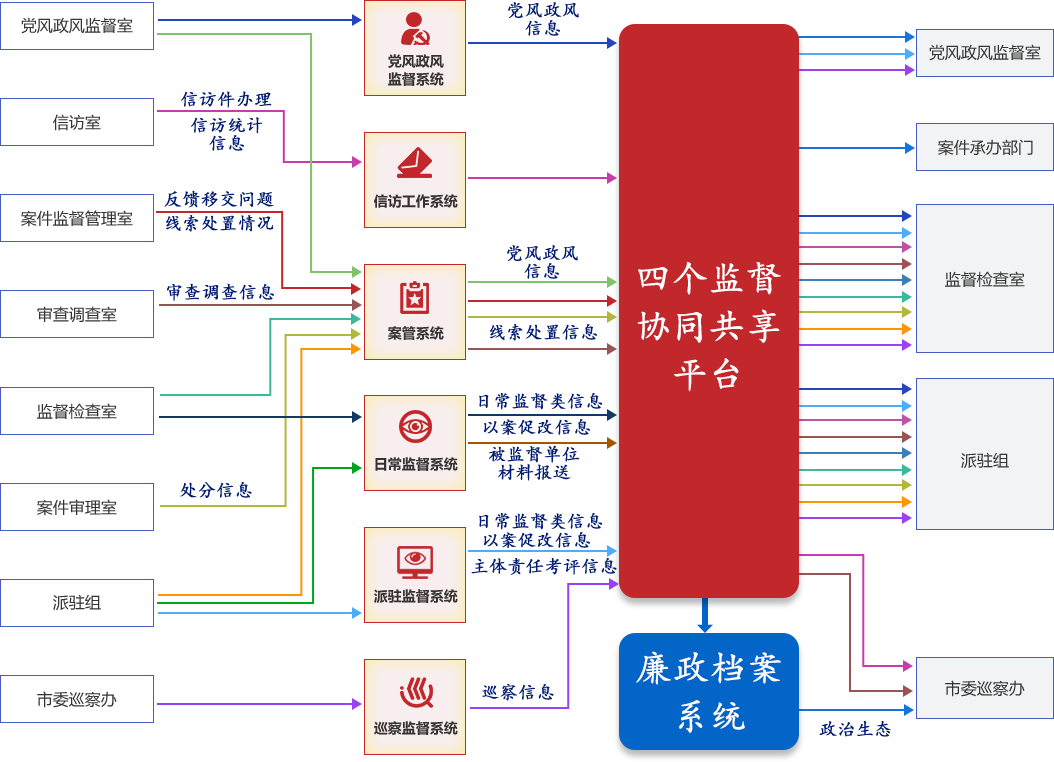 党风政风监督室
信访室
案件监督管理室
审查调查室
监督检查室
案件审理室
派驻组
市委巡察办
信访件办理
信访统计
信息
反馈移交问题
线索处置情况
审查调查信息
处分信息
党风政风
监督系统
信访工作系统
案管系统
日常监督系统
派驻监督系统
巡察监督系统
党风政风
信息
党风政风
信息
线索处置信息
日常监督类信息
以案促改信息
被监督单位
材料报送
日常监督类信息
以案促改信息
主体责任考评信息
巡察信息
四个监督
协同共享
平台
廉政档案
系统
政治生态
党风政风监督室
案件承办部门
监督检查室
派驻组
市委巡察办